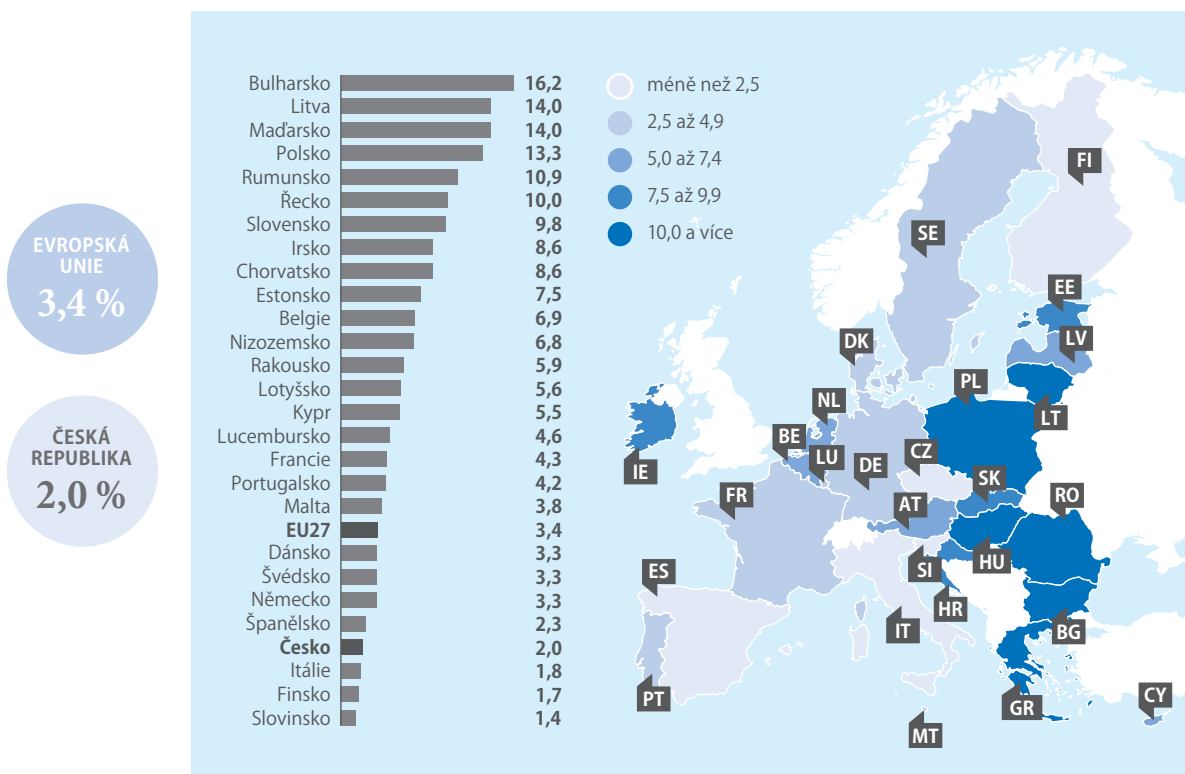 EVROPSKÁ
UNIE
3,4 %
ČESKÁ
REPUBLIKA
2,0 %
Bulharsko 16,2
Litva 14,0
Maďarsko 14,0
Polsko 13,3
Rumunsko 10,9
Řecko 10,0
Slovensko 9,8
Irsko 8,6
Chorvatsko 8,6
Estonsko 7,5
Belgie 6,9
Nizozemsko 6,8
Rakousko 5,9
Lotyšsko 5,6
Kypr 5,5
Lucembursko 4,6
Francie 4,3
Portugalsko 4,2
Malta 3,8
EU27 3,4
Dánsko 3,3
Švédsko 3,3
Německo 3,3
Španělsko 2,3
Česko 2,0
Itálie 1,8
Finsko 1,7
Slovinsko 1,4
méně než 2,5
2,5 až 4,9
5,0 až 7,4
7,5 až 9,9
10,0 a více
FI
SE
EE
LV
DK
PL
NL
LT
BE
CZ
IE
LU
DE
SK
FR
AT
RO
HU
SI
ES
HR
IT
BG
PT
GR
CY
MT